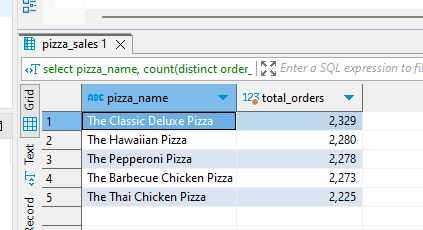 pizza_sales 1
select pizza_name, count(distinct order_ Enter a SQL expression to fi
Grid
Text
Record
ABC pizza_name 123 total_orders
1 The Classic Deluxe Pizza 2,329
2 The Hawaiian Pizza 2,280
3 The Pepperoni Pizza 2,278
4 The Barbecue Chicken Pizza 2,273
5 The Thai Chicken Pizza 2,225